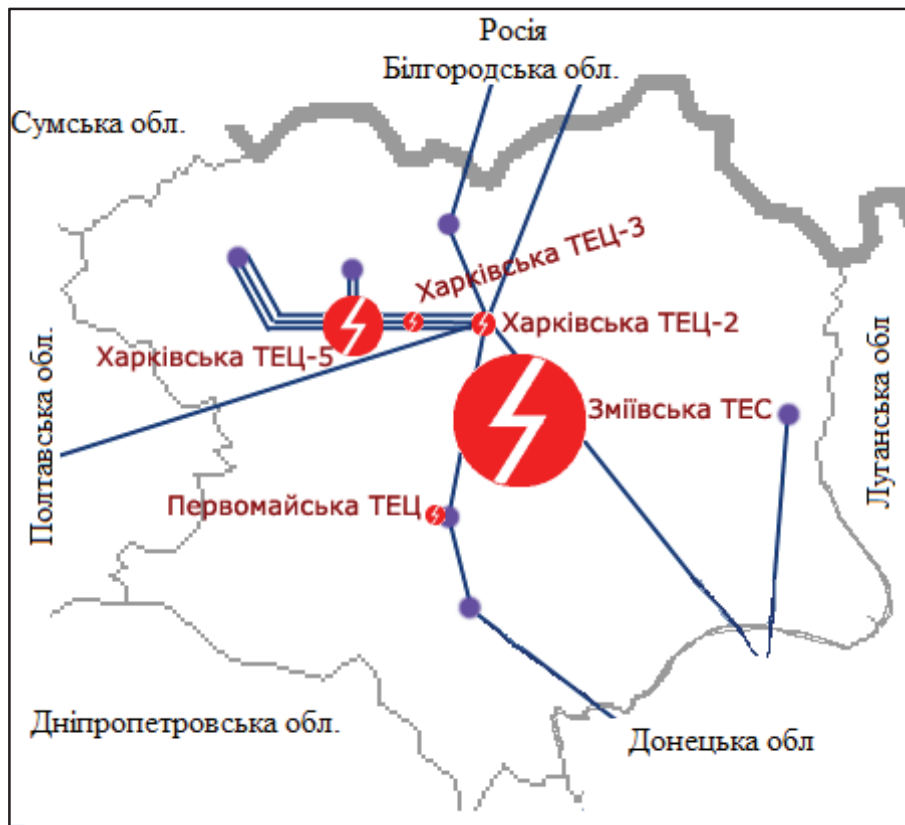 Росія
Білгородська обл.
Сумська обл.
Харківська ТЕЦ-3
Харківська ТЕЦ-2
Харківська ТЕЦ-5
Зміївська ТЕС
Полтавська обл.
Луганська обл
Первомайська ТЕЦ
Дніпропетровська обл.
Донецька обл